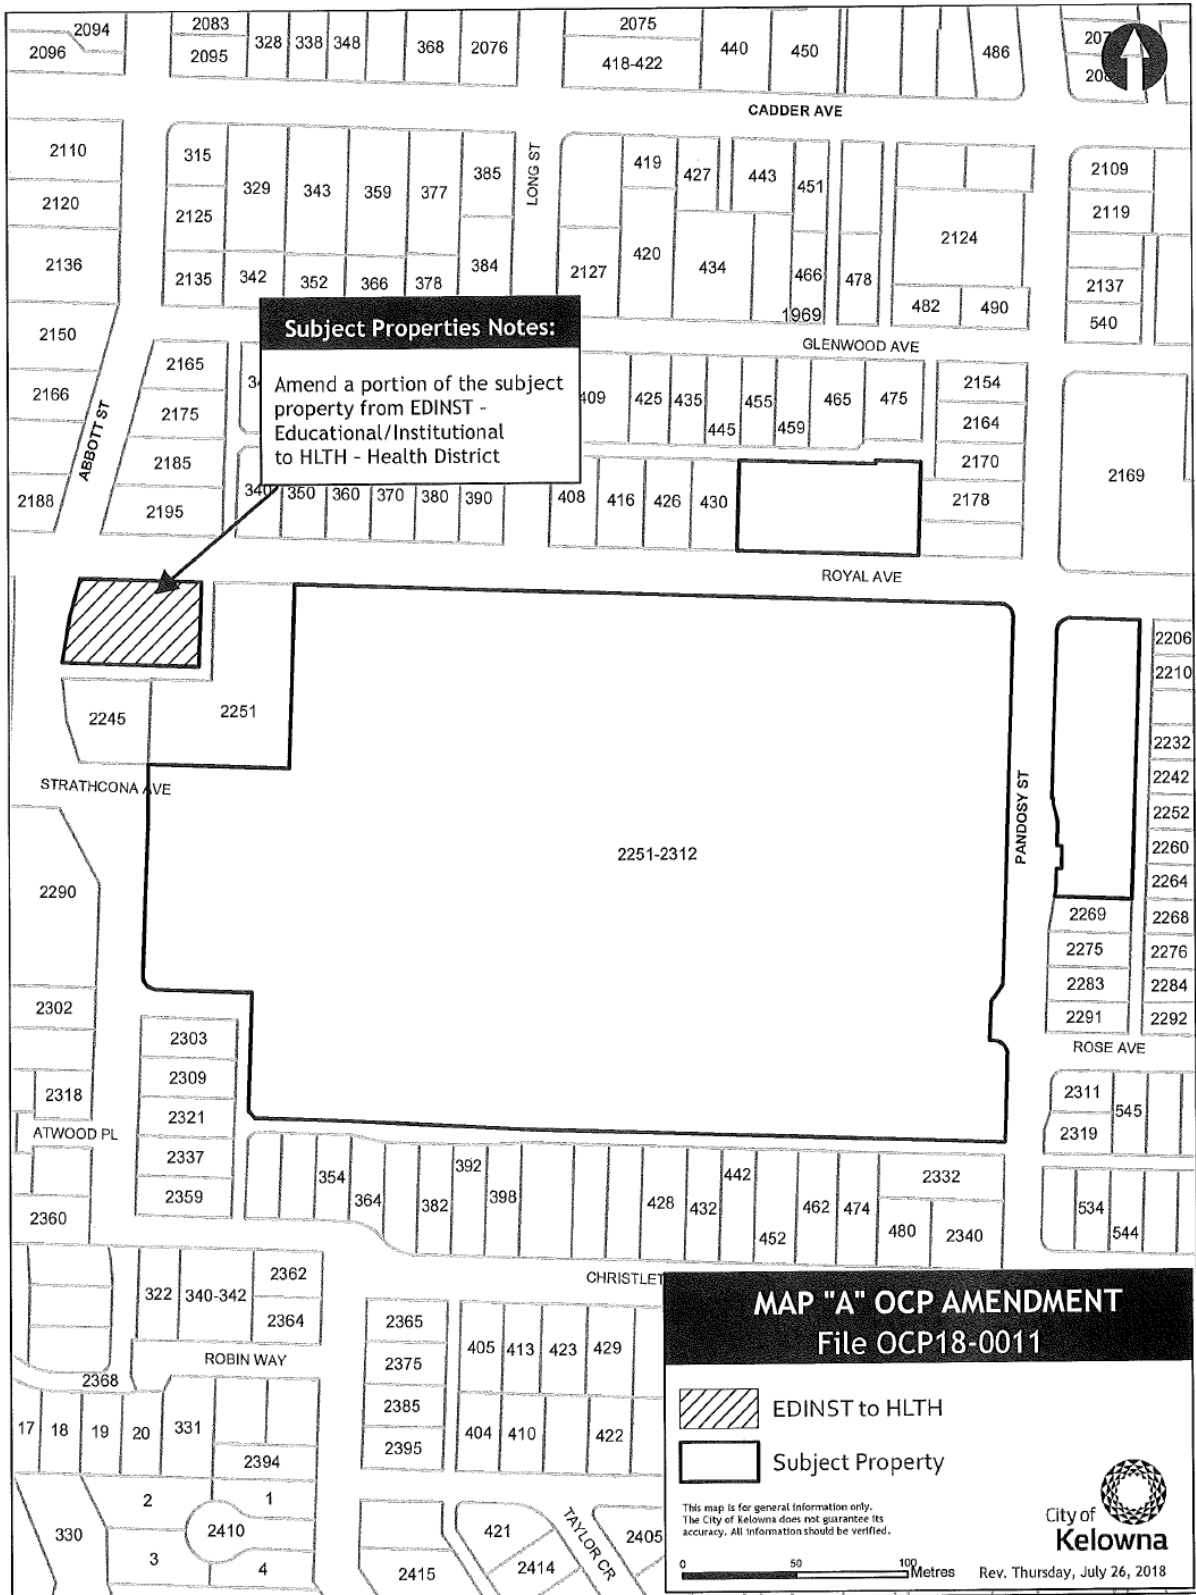 2094
2096
2083
2095
328 338 348 368 2076
2075
418-422
440 450 486
CADDER AVE
2110
2120
2136
2150
2166
2188
ABBOTT ST
315
2125
2135
329 343 359 377 385
342 352 366 378 384
LONG ST
2127
419 427 443 451
420 434 466 478
1969
2124
482 490
2109
2119
2137
540
GLENWOOD AVE
Subject Properties Notes:
Amend a portion of the subject
property from EDINST -
Educational/Institutional
to HLTH - Health District
2165
2175
2185
2195
409 425 435 445 455 459 465 475
2154
2164
2170
2178
2169
340 350 360 370 380 390
408 416 426 430
ROYAL AVE
2245
2251
STRATHCONA AVE
2251-2312
PANDOSY ST
2206
2210
2232
2242
2252
2260
2264
2268
2276
2284
2292
2269
2275
2283
2291
ROSE AVE
2290
2302
2318
ATWOOD PL
2360
2303
2309
2321
2337
2359
354 364 382 392 398 428 432 442 452 462 474
2332
480 2340
2311
2319
545
534 544
322 340-342
2362
2364
ROBIN WAY
2368
17 18 19 20 331
2394
2 1
2410
330 3 4
2365
2375
2385
2395
405 413 423 429
404 410 422
CHRISTLET
2415
421
2414
TAYLOR CR
2405
MAP "A" OCP AMENDMENT
File OCP18-0011
EDINST to HLTH
Subject Property
This map is for general information only.
The City of Kelowna does not guarantee its
accuracy. All information should be verified.
City of
Kelowna
0 50 100
Metres
Rev. Thursday, July 26, 2018